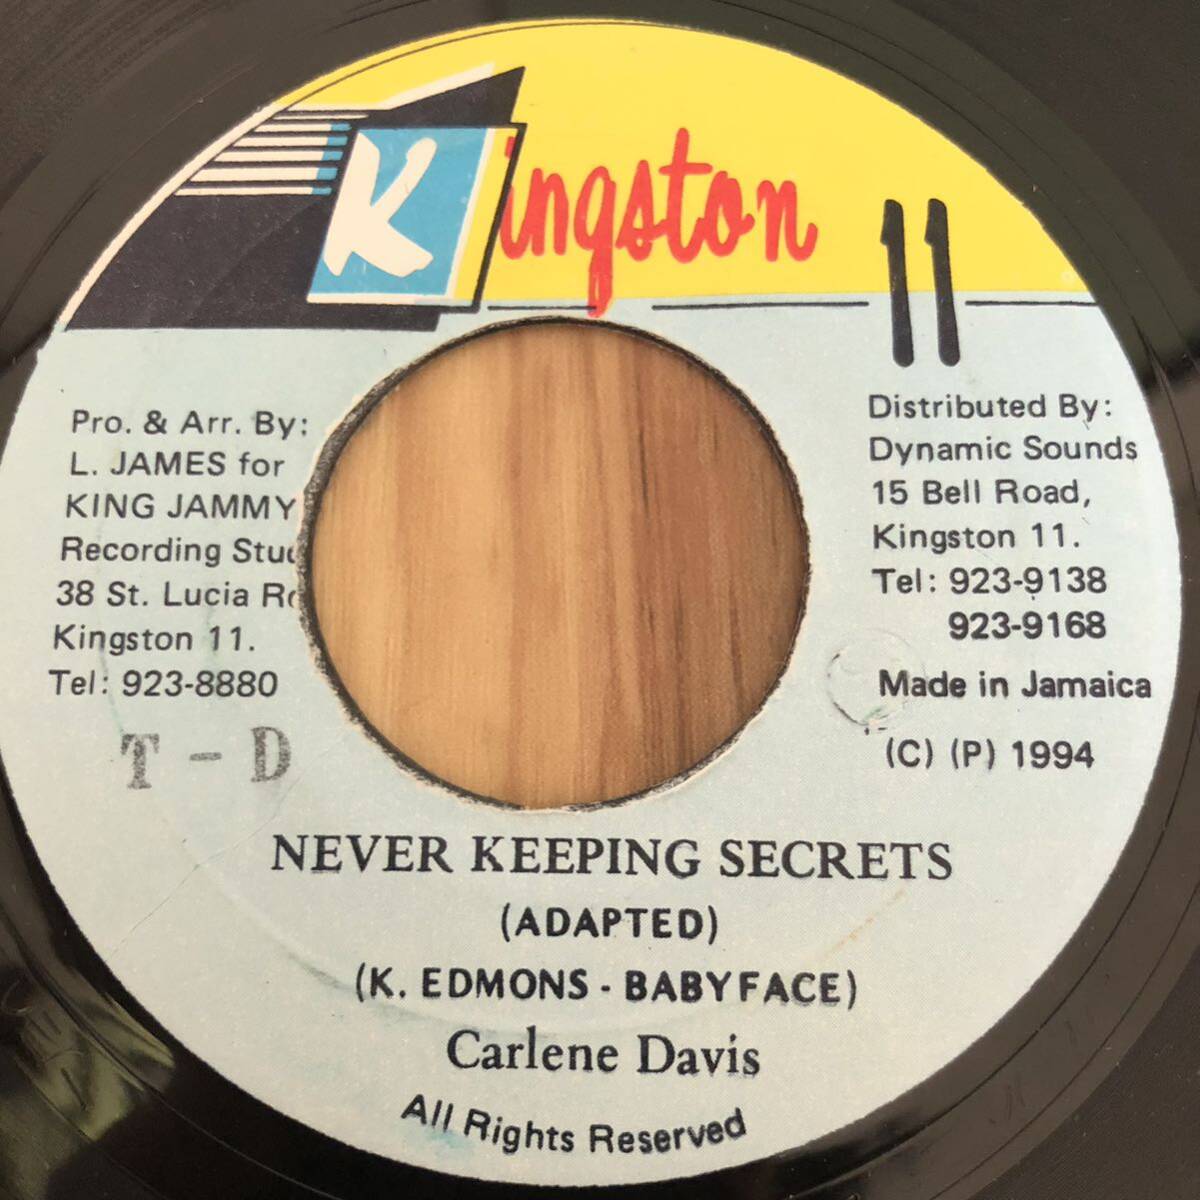 Kingston 11
Pro. & Arr. By:
L. JAMES for
KING JAMMY
Recording
38 St. Lucia
Kingston 11.
Tel: 923-8880
T - D
Distributed By:
Dynamic Sounds
15 Bell Road,
Kingston 11.
Tel: 923-9138
923-9168
Made in Jamaica
(C) (P) 1994
NEVER KEEPING SECRETS
(ADAPTED)
(K. EDMONS - BABYFACE)
Carlene Davis
All Rights Reserved